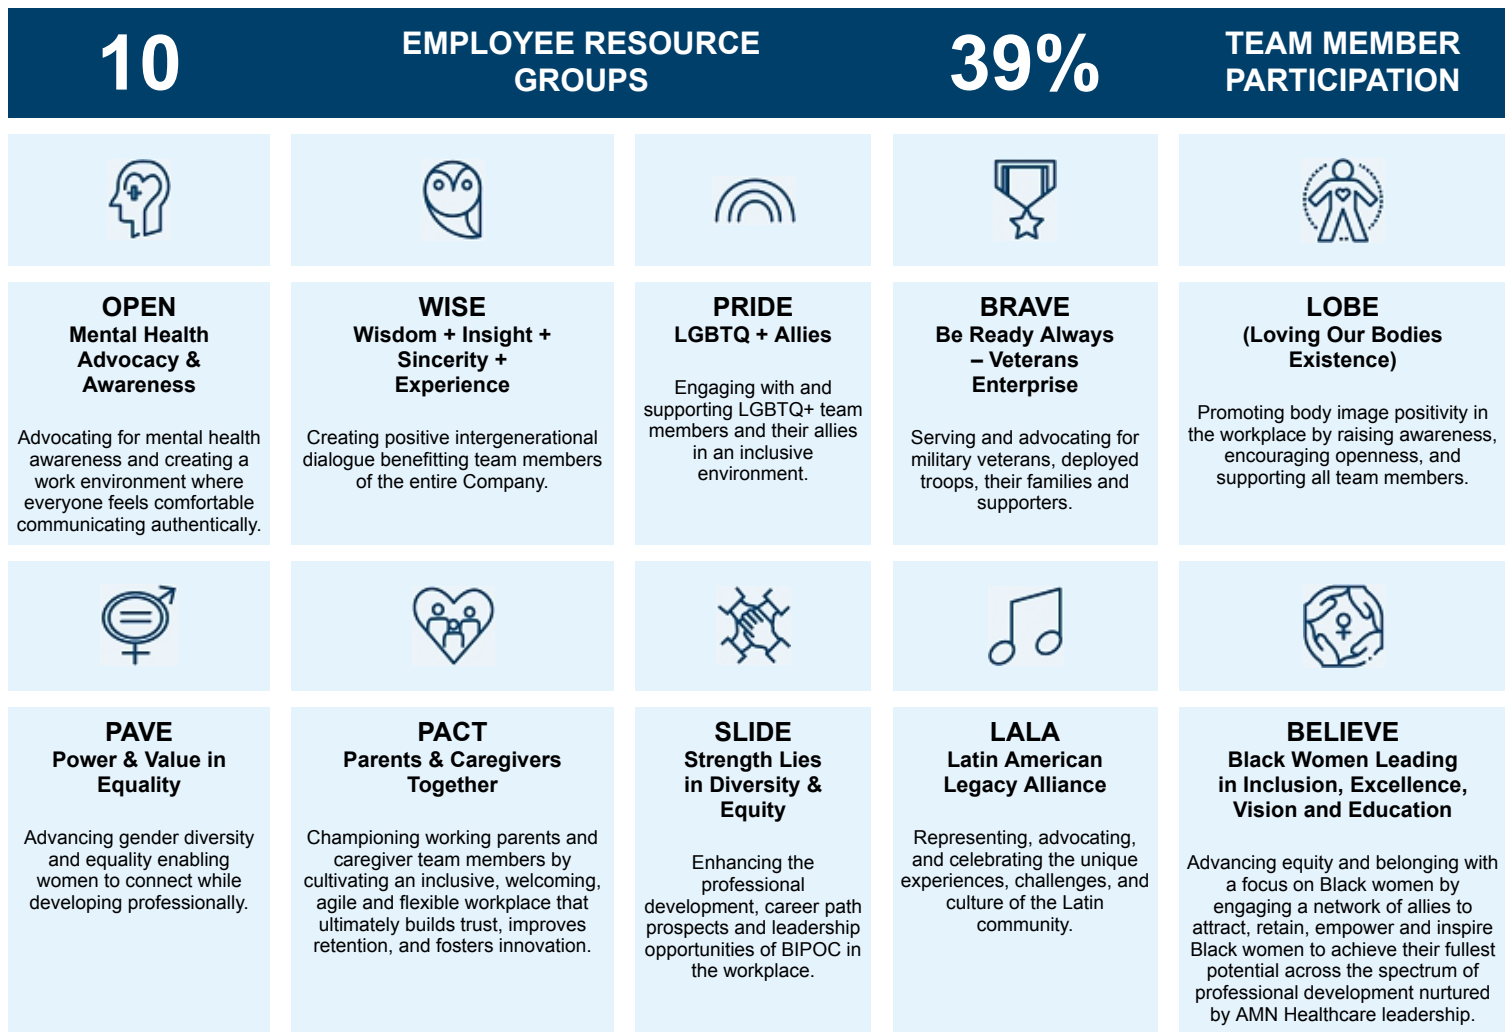 10
EMPLOYEE RESOURCE
GROUPS
39%
TEAM MEMBER
PARTICIPATION
OPEN
Mental Health
Advocacy &
Awareness
Advocating for mental health
awareness and creating a
work environment where
everyone feels comfortable
communicating authentically.
WISE
Wisdom + Insight +
Sincerity +
Experience
Creating positive intergenerational
dialogue benefitting team members
of the entire Company.
PRIDE
LGBTQ + Allies
Engaging with and
supporting LGBTQ+ team
members and their allies
in an inclusive
environment.
BRAVE
Be Ready Always
– Veterans
Enterprise
Serving and advocating for
military veterans, deployed
troops, their families and
supporters.
LOBE
(Loving Our Bodies
Existence)
Promoting body image positivity in
the workplace by raising awareness,
encouraging openness, and
supporting all team members.
PAVE
Power & Value in
Equality
Advancing gender diversity
and equality enabling
women to connect while
developing professionally.
PACT
Parents & Caregivers
Together
Championing working parents and
caregiver team members by
cultivating an inclusive, welcoming,
agile and flexible workplace that
ultimately builds trust, improves
retention, and fosters innovation.
SLIDE
Strength Lies
in Diversity &
Equity
Enhancing the
professional
development, career path
prospects and leadership
opportunities of BIPOC in
the workplace.
LALA
Latin American
Legacy Alliance
Representing, advocating,
and celebrating the unique
experiences, challenges, and
culture of the Latin
community.
BELIEVE
Black Women Leading
in Inclusion, Excellence,
Vision and Education
Advancing equity and belonging with
a focus on Black women by
engaging a network of allies to
attract, retain, empower and inspire
Black women to achieve their fullest
potential across the spectrum of
professional development nurtured
by AMN Healthcare leadership.